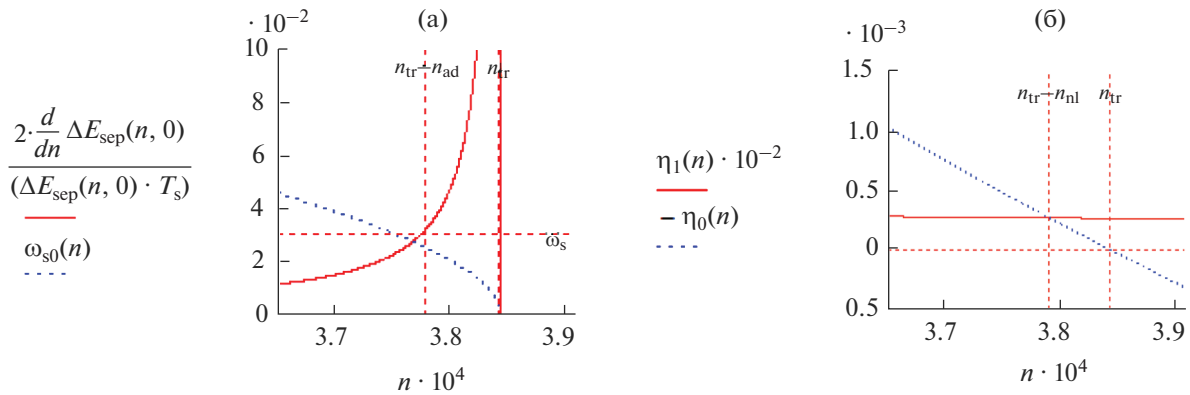 (а)
· 10⁻²
10
8
6
4
2
0
n_tr–n_ad
n_tr
ω_s
3.7
3.8
3.9
n · 10⁴
2· d/dn ΔE_sep(n, 0)
(ΔE_sep(n, 0) · T_s)
ω_s0(n)
(б)
· 10⁻³
1.5
1.0
0.5
0
0.5
n_tr–n_nl
n_tr
3.7
3.8
3.9
n · 10⁴
η₁(n) · 10⁻²
–η₀(n)